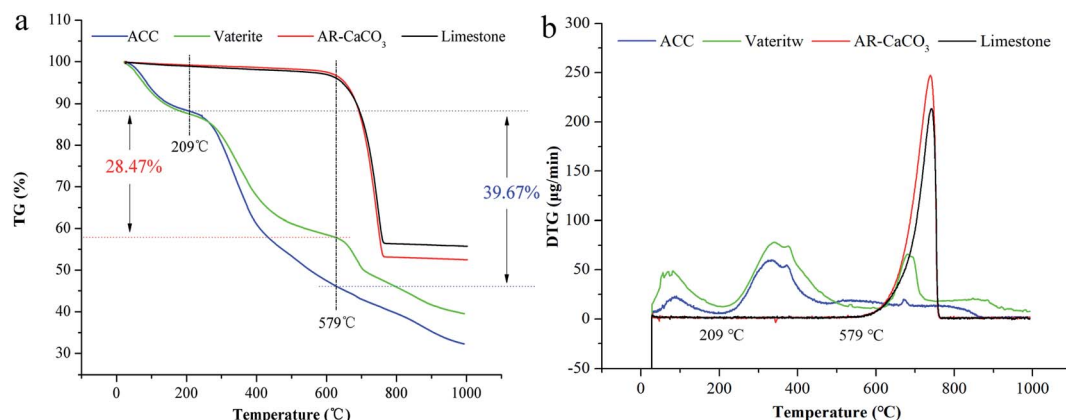 a
110
100
90
80
70
60
50
40
30
TG (%)
ACC Vaterite AR-CaCO3 Limestone
209℃
28.47%
39.67%
579℃
0 200 400 600 800 1000
Temperature (℃)
b
300
250
200
150
100
50
0
-50
DTG (μg/min)
ACC Vateritw AR-CaCO3 Limestone
209 ℃ 579 ℃
0 200 400 600 800 1000
Temperature (℃)